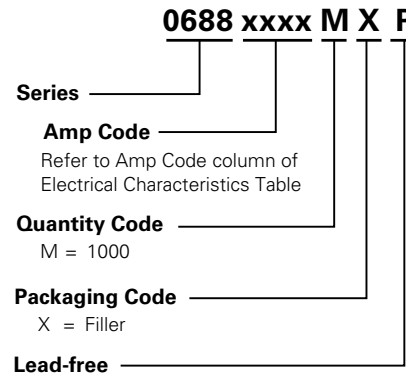 0688 xxxx M X
Series
Amp Code
Refer to Amp Code column of
Electrical Characteristics Table
Quantity Code
M = 1000
Packaging Code
X = Filler
Lead-free